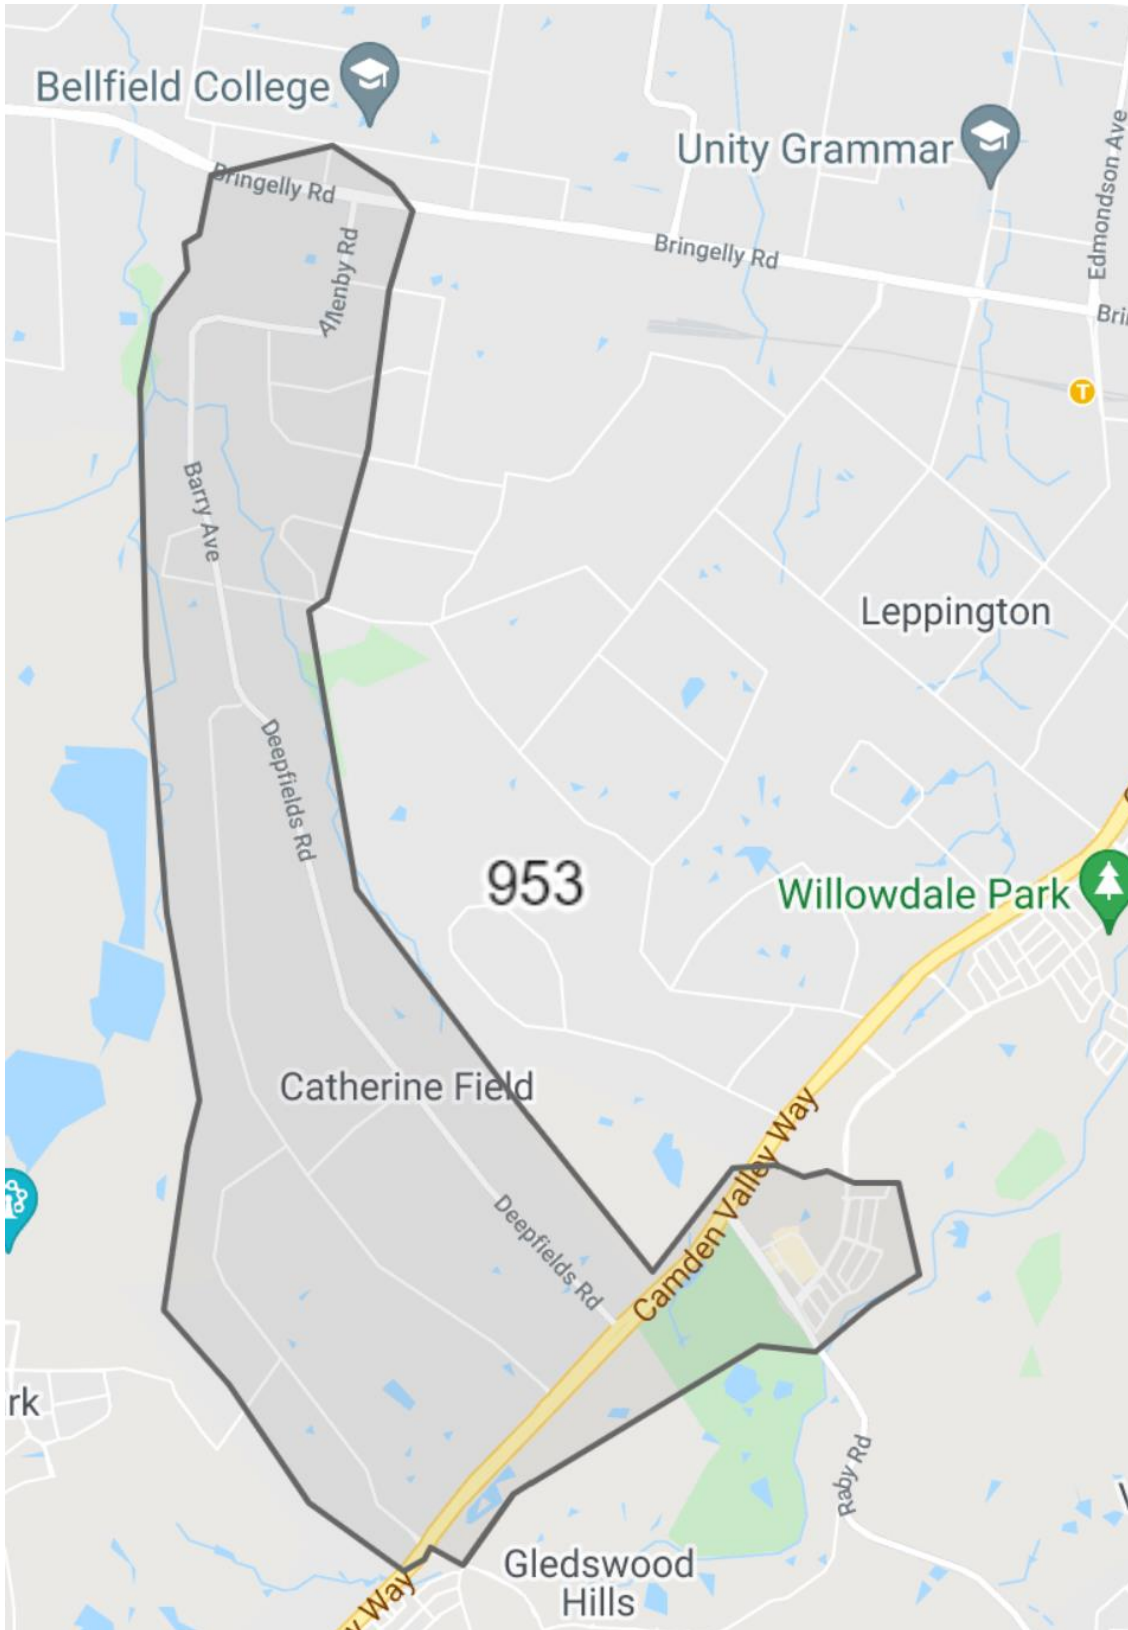 Bellfield College
Unity Grammar
Edmondson Ave
Bringelly Rd
Allenby Rd
Bringelly Rd
Bri
T
Barry Ave
Leppington
Deepfields Rd
953
Willowdale Park
Catherine Field
Camden Valley Way
Deepfields Rd
rk
Raby Rd
Gledswood
Hills
y Way